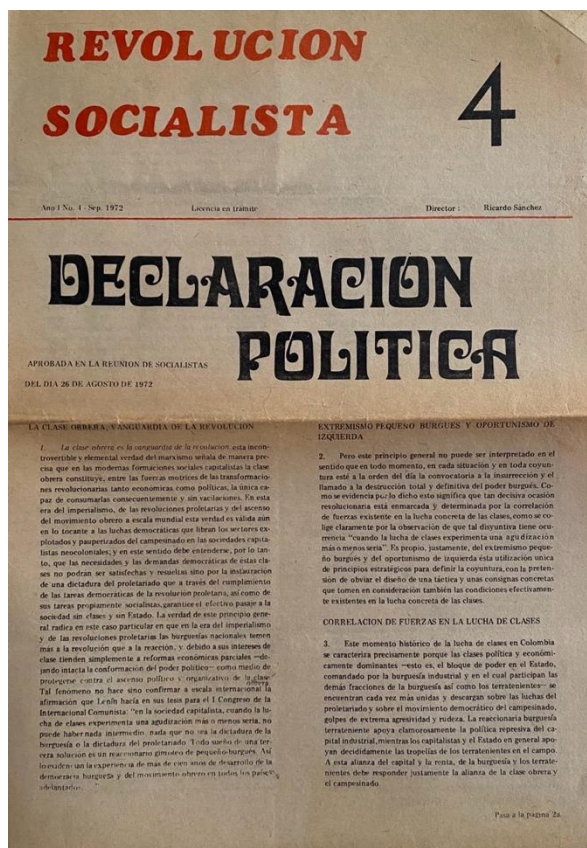 REVOLUCION
SOCIALISTA
4
Ano I No. 4 - Sep. 1972 Licencia en tramite Director : Ricardo Sánchez
DECLARACION
POLITICA
APROBADA EN LA REUNION DE SOCIALISTAS
DEL DIA 26 DE AGOSTO DE 1972
LA CLASE OBRERA, VANGUARDIA DE LA REVOLUCION
1. La clase obrera es la vanguardia de la revolucion, esta incon-
trovertible y elemental verdad del marxismo señala de manera pre-
cisa que en las modernas formaciones sociales capitalistas la clase
obrera constituye, entre las fuerzas motrices de las transformacio-
nes revolucionarias tanto económicas como políticas, la única ca-
paz de consumarlas consecuentemente y sin vacilaciones. En esta
era del imperialismo, de las revoluciones proletarias y del ascenso
del movimiento obrero a escala mundial esta verdad es válida aún
en lo tocante a las luchas democráticas que libran los sectores ex-
plotados y pauperizados del campesinado en las sociedades capita-
listas neocoloniales; y en este sentido debe entenderse, por lo tan-
to, que las necesidades y las demandas democráticas de estas cla-
ses no podran ser satisfechas y resueltas sino por la instauración
de una dictadura del proletariado que a través del cumplimiento
de las tareas democráticas de la revolución proletaria, así como de
sus tareas propiamente socialistas, garantice el efectivo pasaje a la
sociedad sin clases y sin Estado. La verdad de este principio gene-
ral radica en este caso particular en que en la era del imperialismo
y de las revoluciones proletarias las burguesías nacionales temen
más a la revolución que a la reacción, y debido a sus intereses de
clase tienden simplemente a reformas económicas parciales —de-
jando intacta la conformación del poder político— como medio de
protegerse contra el ascenso político y organizativo de la clase
obrera.
Tal fenómeno no hace sino confirmar a escala internacional la
afirmación que Lenín hacía en sus tesis para el I Congreso de la
Internacional Comunista: "en la sociedad capitalista, cuando la lu-
cha de clases experimenta una agudización más o menos seria, no
puede haber nada intermedio, nada que no sea la dictadura de la
burguesía o la dictadura del proletariado. Todo sueño de una ter-
cera solución es un reaccionario gimoteo de pequeño-burgues. Así
lo evidencian la experiencia de más de cien años de desarrollo de la
democracia burguesa y del movimiento obrero en todos los países
adelantados.
EXTREMISMO PEQUEÑO BURGUES Y OPORTUNISMO DE
IZQUIERDA
2. Pero este principio general no puede ser interpretado en el
sentido que en todo momento, en cada situación y en toda coyun-
tura esté a la orden del día la convocatoria a la insurrección y el
llamado a la destrucción total y definitiva del poder burgués. Co-
mo se evidencia por lo dicho esto significa que tan decisiva ocasión
revolucionaria está enmarcada y determinada por la correlación
de fuerzas existente en la lucha concreta de las clases, como se co-
lige claramente por la observación de que tal disyuntiva tiene ocu-
rrencia "cuando la lucha de clases experimenta una agudización
más o menos seria". Es propio, justamente, del extremismo peque-
ño burgués y del oportunismo de izquierda ésta utilización unica
de principios estratégicos para definir la coyuntura, con la preten-
sión de obviar el diseño de una táctica y unas consignas concretas
que tomen en consideración también las condiciones efectivamen-
te existentes en la lucha concreta de las clases.
CORRELACION DE FUERZAS EN LA LUCHA DE CLASES
3. Este momento histórico de la lucha de clases en Colombia
se caracteriza precisamente porque las clases política y económi-
camente dominantes —esto es, el bloque de poder en el Estado,
comandado por la burguesía industrial y en el cual participan las
demás fracciones de la burguesía así como los terratenientes— se
encuentran cada vez más unidas y descargan sobre las luchas del
proletariado y sobre el movimiento democrático del campesinado,
golpes de extrema agresividad y rudeza. La reaccionaria burguesía
terrateniente apoya clamorosamente la política represiva del ca-
pital industrial, mientras los capitalistas y el Estado en general apo-
yan decididamente las tropelías de los terratenientes en el campo.
A esta alianza del capital y la renta, de la burguesía y los terrate-
nientes debe responder justamente la alianza de la clase obrera y
el campesinado.
Pasa a la página 2a.